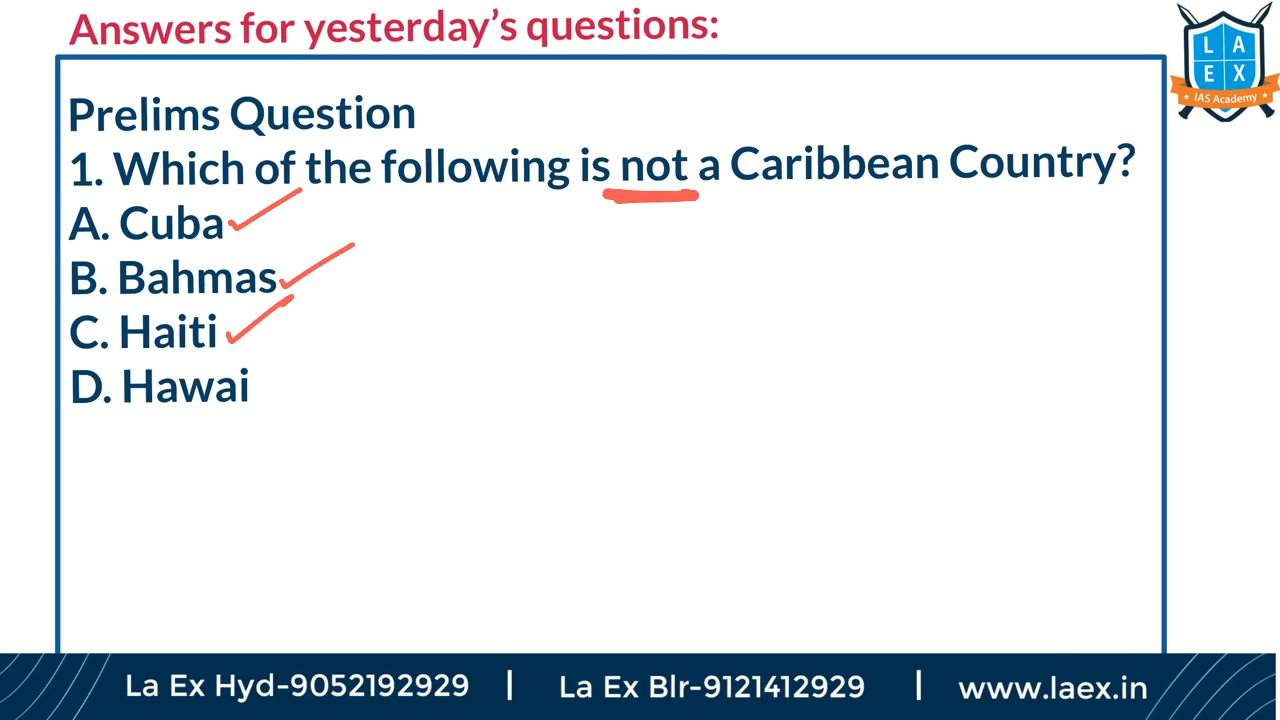 Answers for yesterday's questions:
L A
E X
IAS Academy
Prelims Question
1. Which of the following is not a Caribbean Country?
A. Cuba
B. Bahmas
C. Haiti
D. Hawai
La Ex Hyd-9052192929 | La Ex Blr-9121412929 | www.laex.in